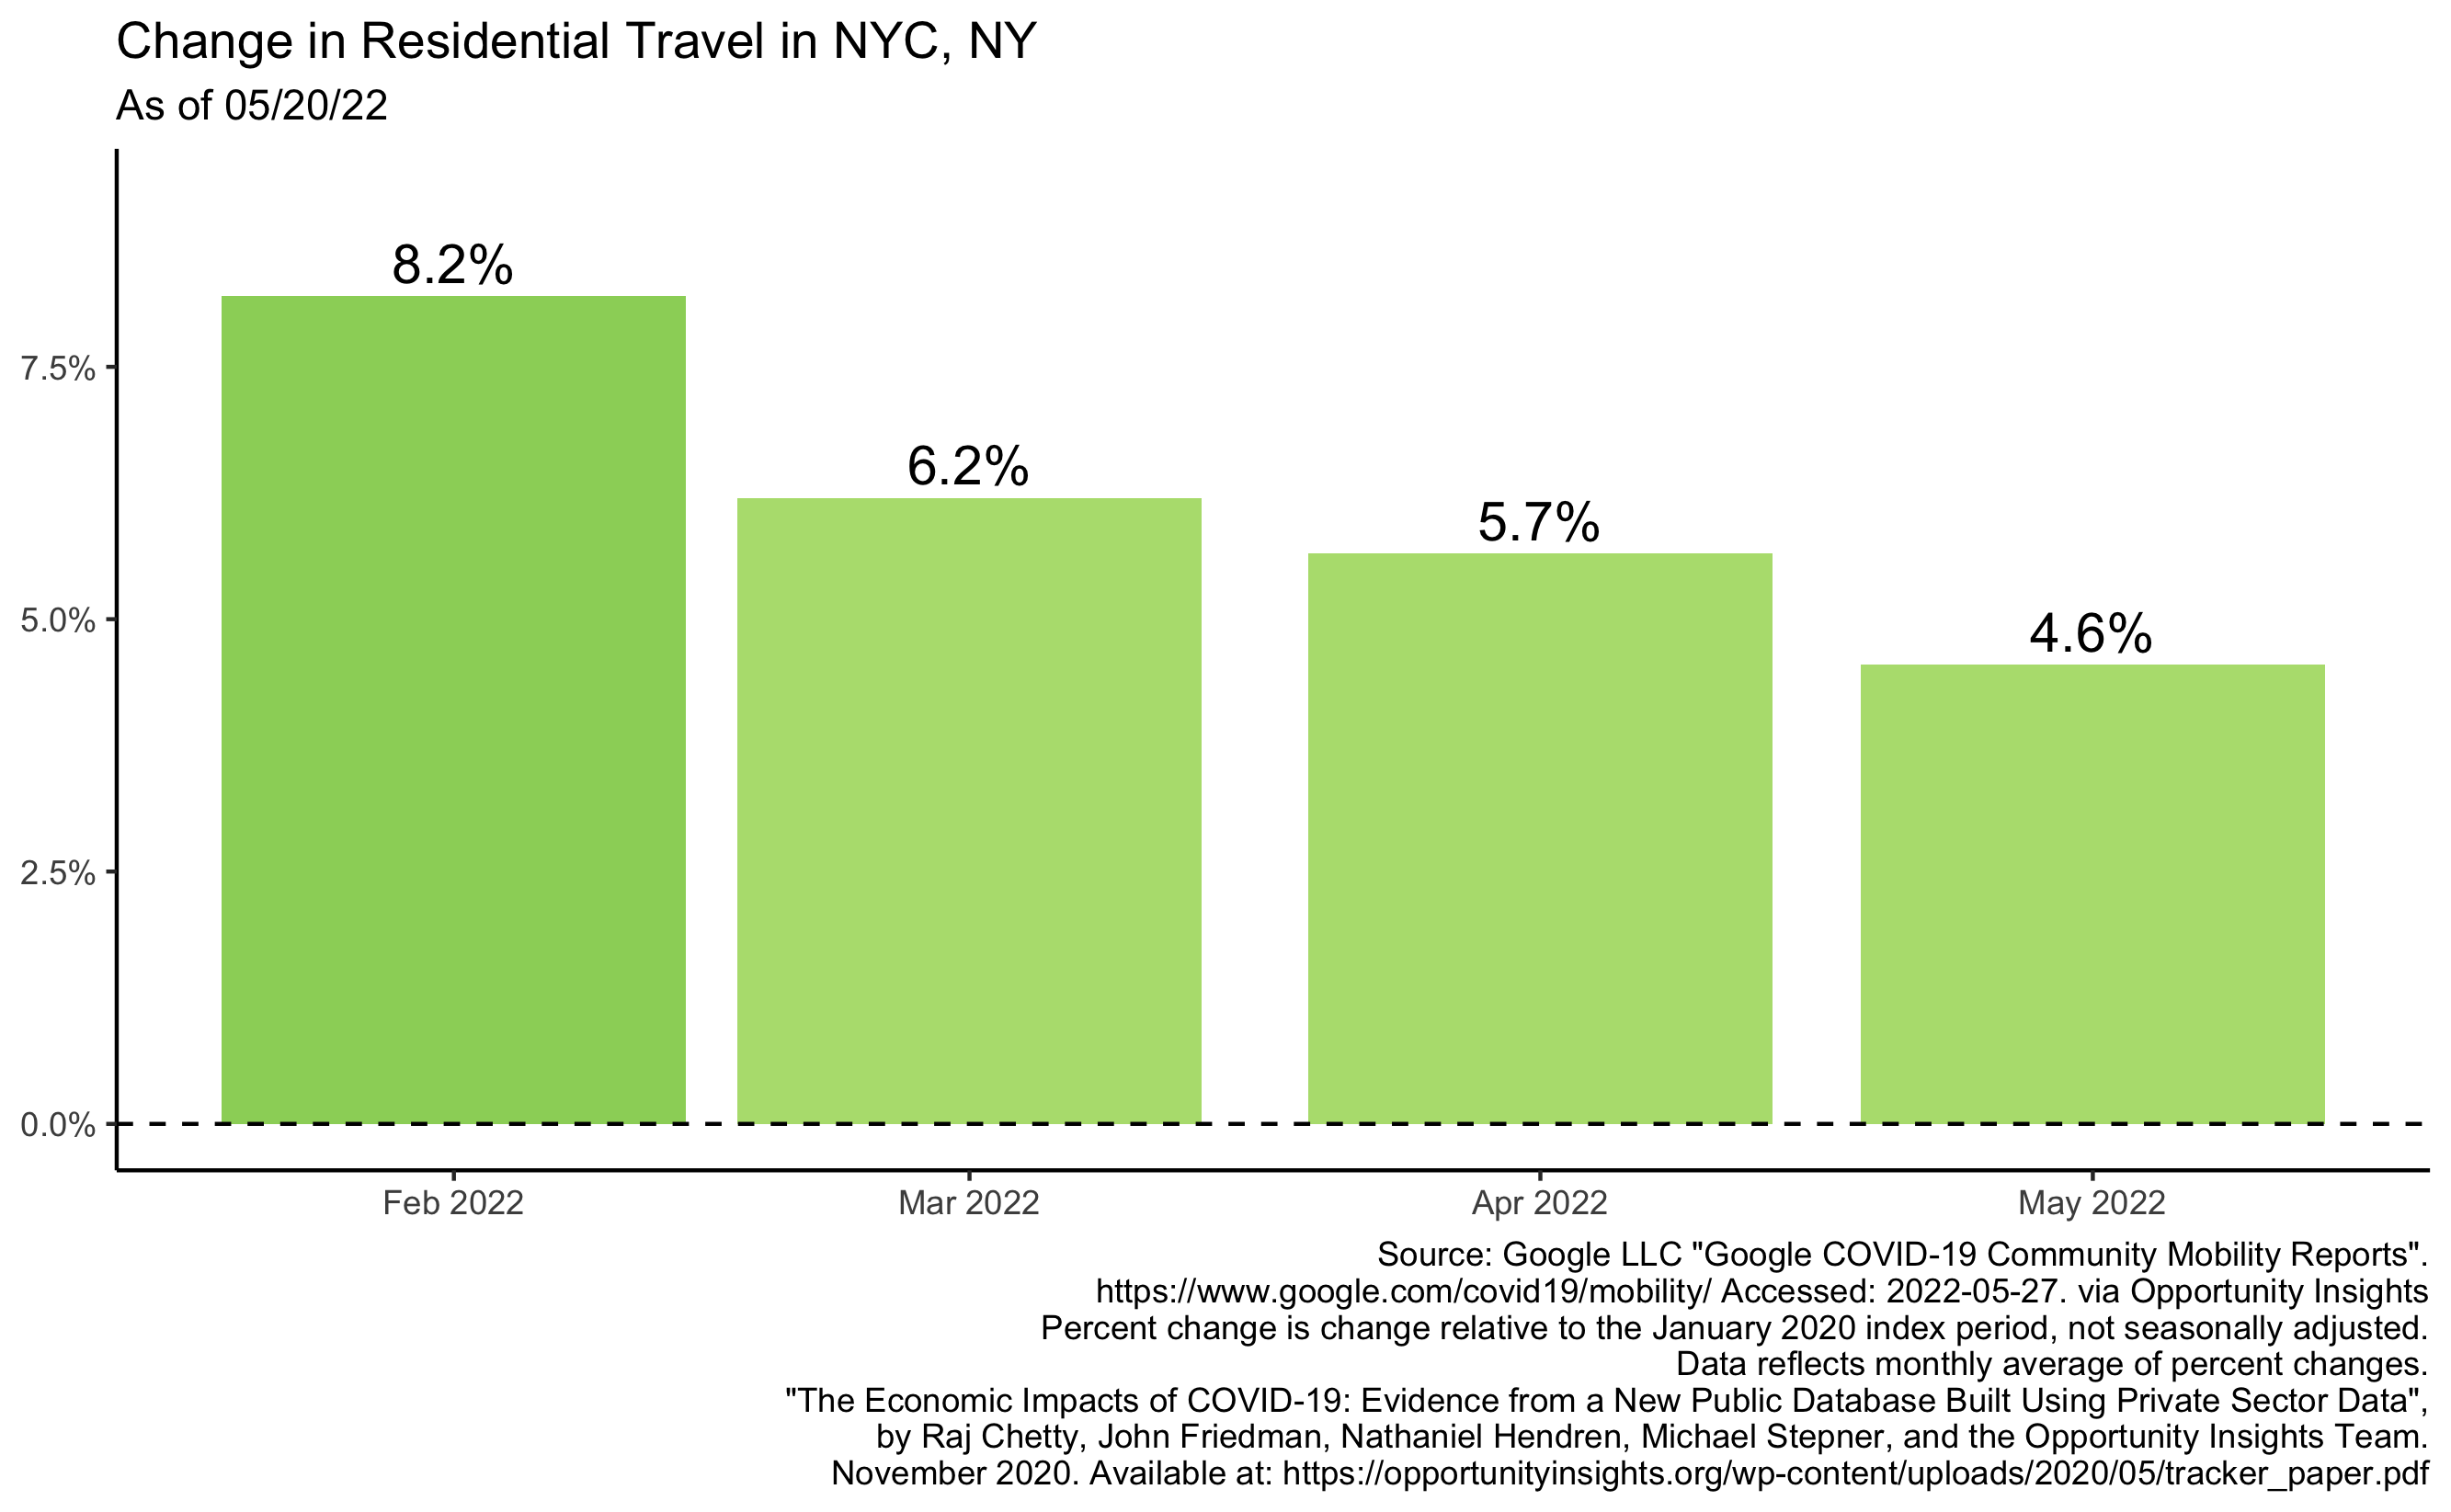 Change in Residential Travel in NYC, NY
As of 05/20/22
8.2%
7.5%
6.2%
5.7%
5.0%
4.6%
2.5%
0.0%
Feb 2022 Mar 2022 Apr 2022 May 2022
Source: Google LLC "Google COVID-19 Community Mobility Reports".
https://www.google.com/covid19/mobility/ Accessed: 2022-05-27. via Opportunity Insights
Percent change is change relative to the January 2020 index period, not seasonally adjusted.
Data reflects monthly average of percent changes.
"The Economic Impacts of COVID-19: Evidence from a New Public Database Built Using Private Sector Data",
by Raj Chetty, John Friedman, Nathaniel Hendren, Michael Stepner, and the Opportunity Insights Team.
November 2020. Available at: https://opportunityinsights.org/wp-content/uploads/2020/05/tracker_paper.pdf